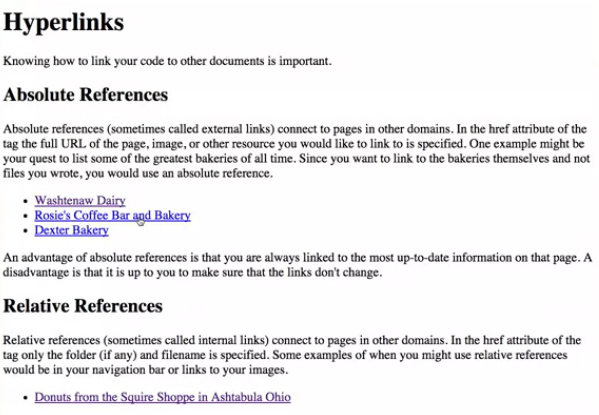 Hyperlinks
Knowing how to link your code to other documents is important.
Absolute References
Absolute references (sometimes called external links) connect to pages in other domains. In the href attribute of the
tag the full URL of the page, image, or other resource you would like to link to is specified. One example might be
your quest to list some of the greatest bakeries of all time. Since you want to link to the bakeries themselves and not
files you wrote, you would use an absolute reference.
• Washtenaw Dairy
• Rosie's Coffee Bar and Bakery
• Dexter Bakery
An advantage of absolute references is that you are always linked to the most up-to-date information on that page. A
disadvantage is that it is up to you to make sure that the links don't change.
Relative References
Relative references (sometimes called internal links) connect to pages in other domains. In the href attribute of the
tag only the folder (if any) and filename is specified. Some examples of when you might use relative references
would be in your navigation bar or links to your images.
• Donuts from the Squire Shoppe in Ashtabula Ohio